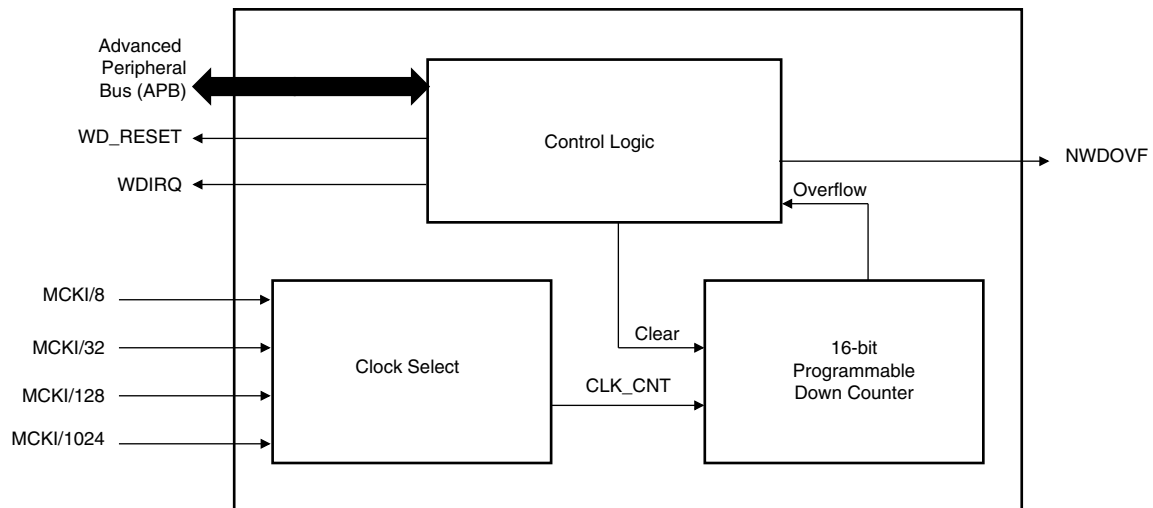 Advanced
Peripheral
Bus (APB)
WD_RESET
WDIRQ
Control Logic
NWDOVF
Overflow
MCKI/8
MCKI/32
MCKI/128
MCKI/1024
Clock Select
Clear
CLK_CNT
16-bit
Programmable
Down Counter